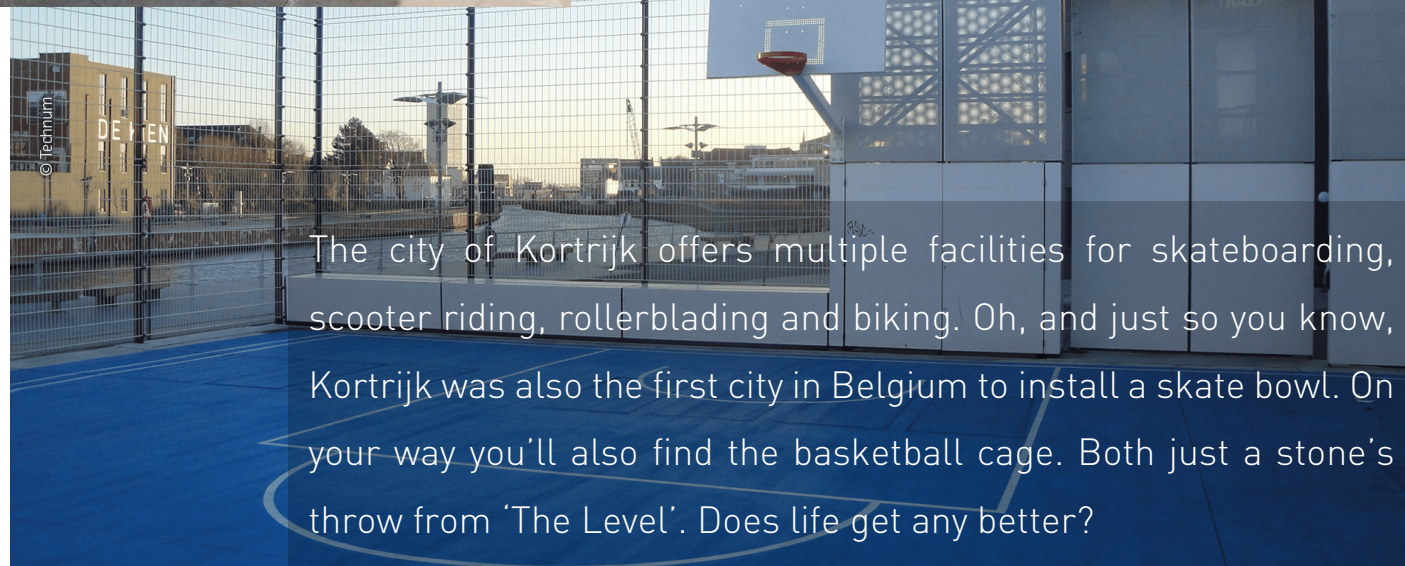 © Technum
The city of Kortrijk offers multiple facilities for skateboarding,
scooter riding, rollerblading and biking. Oh, and just so you know,
Kortrijk was also the first city in Belgium to install a skate bowl. On
your way you’ll also find the basketball cage. Both just a stone’s
throw from ‘The Level’. Does life get any better?